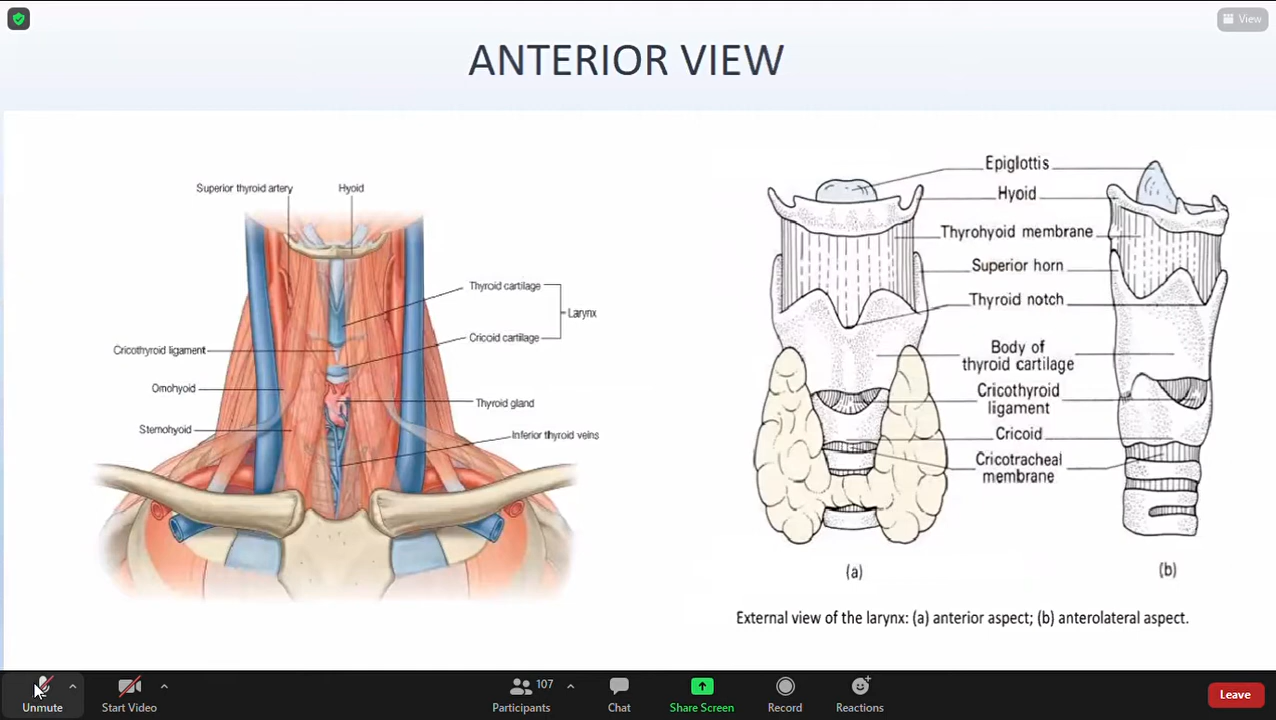 View
ANTERIOR VIEW
Superior thyroid artery
Hyoid
Thyroid cartilage
Larynx
Cricoid cartilage
Cricothyroid ligament
Omohyoid
Thyroid gland
Sternohyoid
Inferior thyroid veins
Epiglottis
Hyoid
Thyrohyoid membrane
Superior horn
Thyroid notch
Body of
thyroid cartilage
Cricothyroid
ligament
Cricoid
Cricotracheal
membrane
(a)
(b)
External view of the larynx: (a) anterior aspect; (b) anterolateral aspect.
Unmute
Start Video
107
Participants
Chat
Share Screen
Record
Reactions
Leave